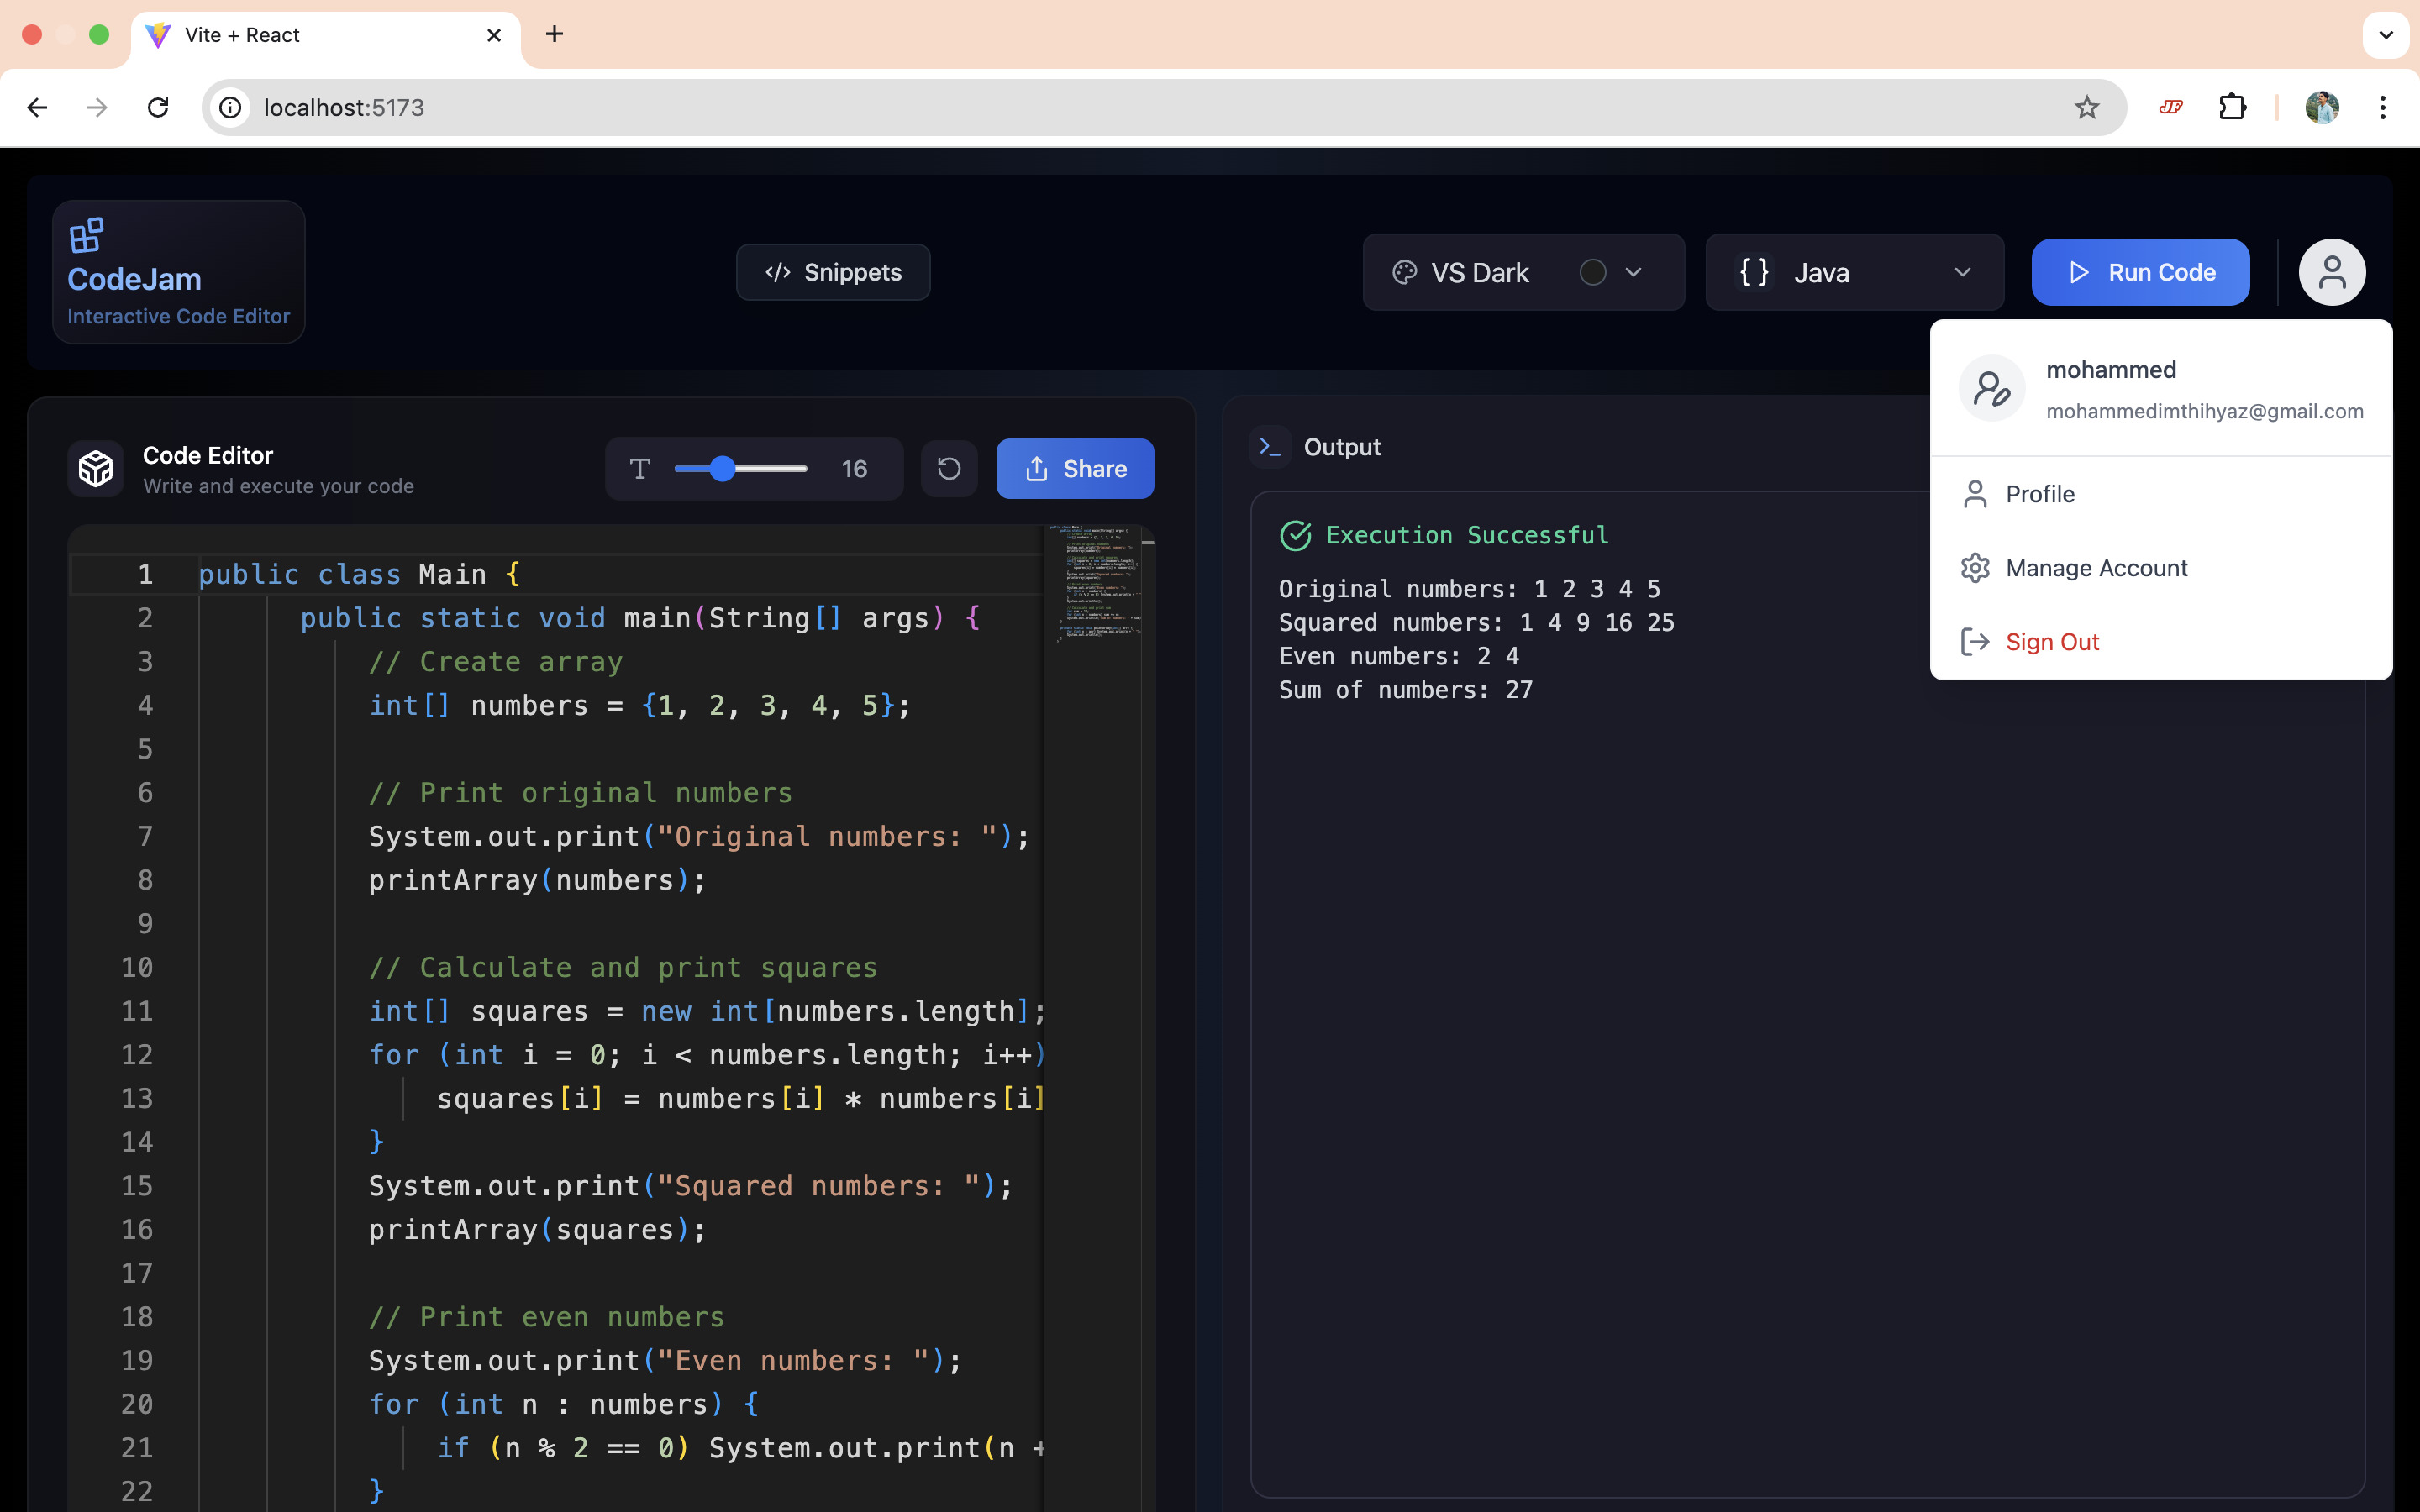 Vite + React
localhost:5173
CodeJam
Interactive Code Editor
</> Snippets
VS Dark
{} Java
Run Code
mohammed
mohammedimthihyaz@gmail.com
Profile
Manage Account
Sign Out
Code Editor
Write and execute your code
16
Share
1 public class Main {
2 public static void main(String[] args) {
3 // Create array
4 int[] numbers = {1, 2, 3, 4, 5};
5
6 // Print original numbers
7 System.out.print("Original numbers: ");
8 printArray(numbers);
9
10 // Calculate and print squares
11 int[] squares = new int[numbers.length];
12 for (int i = 0; i < numbers.length; i++)
13 squares[i] = numbers[i] * numbers[i]
14 }
15 System.out.print("Squared numbers: ");
16 printArray(squares);
17
18 // Print even numbers
19 System.out.print("Even numbers: ");
20 for (int n : numbers) {
21 if (n % 2 == 0) System.out.print(n +
22 }
Output
Execution Successful
Original numbers: 1 2 3 4 5
Squared numbers: 1 4 9 16 25
Even numbers: 2 4
Sum of numbers: 27